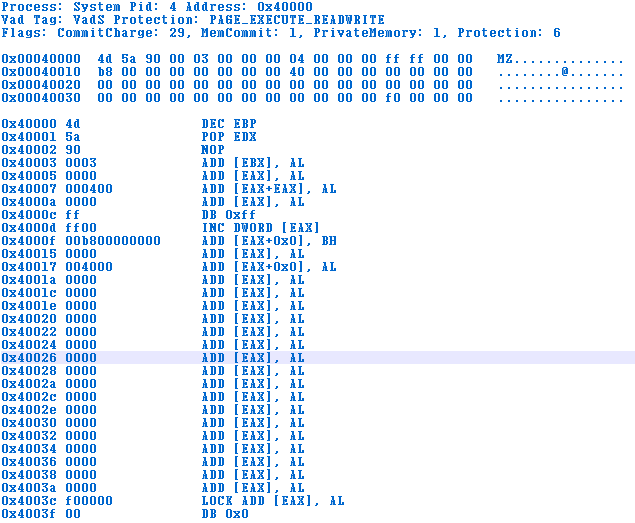 Process: System Pid: 4 Address: 0x40000
Vad Tag: VadS Protection: PAGE_EXECUTE_READWRITE
Flags: CommitCharge: 29, MemCommit: 1, PrivateMemory: 1, Protection: 6
0x00040000 4d 5a 90 00 03 00 00 00 04 00 00 00 ff ff 00 00 MZ..............
0x00040010 b8 00 00 00 00 00 00 00 40 00 00 00 00 00 00 00 ........@.......
0x00040020 00 00 00 00 00 00 00 00 00 00 00 00 00 00 00 00 ................
0x00040030 00 00 00 00 00 00 00 00 00 00 00 00 f0 00 00 00 ................
0x40000 4d DEC EBP
0x40001 5a POP EDX
0x40002 90 NOP
0x40003 0003 ADD [EBX], AL
0x40005 0000 ADD [EAX], AL
0x40007 000400 ADD [EAX+EAX], AL
0x4000a 0000 ADD [EAX], AL
0x4000c ff DB 0xff
0x4000d ff00 INC DWORD [EAX]
0x4000f 00b800000000 ADD [EAX+0x0], BH
0x40015 0000 ADD [EAX], AL
0x40017 004000 ADD [EAX+0x0], AL
0x4001a 0000 ADD [EAX], AL
0x4001c 0000 ADD [EAX], AL
0x4001e 0000 ADD [EAX], AL
0x40020 0000 ADD [EAX], AL
0x40022 0000 ADD [EAX], AL
0x40024 0000 ADD [EAX], AL
0x40026 0000 ADD [EAX], AL
0x40028 0000 ADD [EAX], AL
0x4002a 0000 ADD [EAX], AL
0x4002c 0000 ADD [EAX], AL
0x4002e 0000 ADD [EAX], AL
0x40030 0000 ADD [EAX], AL
0x40032 0000 ADD [EAX], AL
0x40034 0000 ADD [EAX], AL
0x40036 0000 ADD [EAX], AL
0x40038 0000 ADD [EAX], AL
0x4003a 0000 ADD [EAX], AL
0x4003c f00000 LOCK ADD [EAX], AL
0x4003f 00 DB 0x0